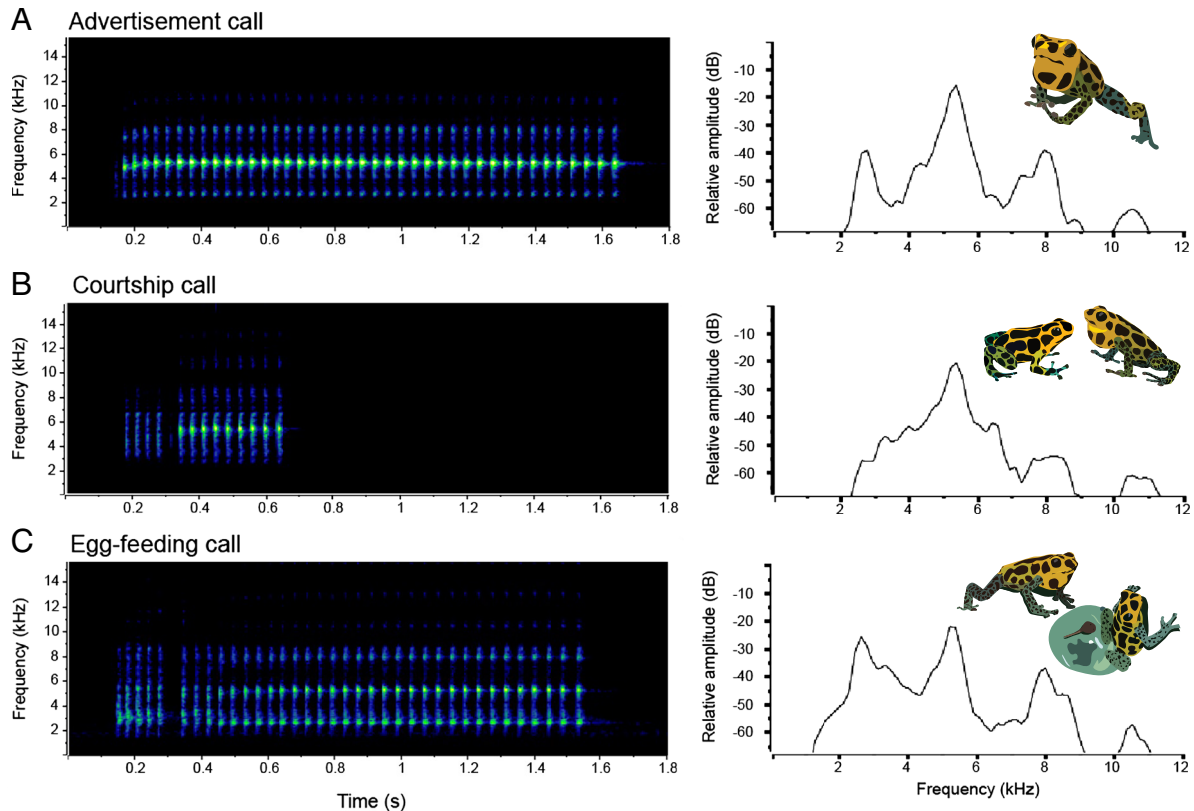 A
Advertisement call
Frequency (kHz)
14
12
10
8
6
4
2
0.2 0.4 0.6 0.8 1 1.2 1.4 1.6 1.8
Relative amplitude (dB)
-10
-20
-30
-40
-50
-60
2 4 6 8 10 12
B
Courtship call
Frequency (kHz)
14
12
10
8
6
4
2
0.2 0.4 0.6 0.8 1 1.2 1.4 1.6 1.8
Relative amplitude (dB)
-10
-20
-30
-40
-50
-60
2 4 6 8 10 12
C
Egg-feeding call
Frequency (kHz)
14
12
10
8
6
4
2
0.2 0.4 0.6 0.8 1 1.2 1.4 1.6 1.8
Time (s)
Relative amplitude (dB)
-10
-20
-30
-40
-50
-60
2 4 6 8 10 12
Frequency (kHz)